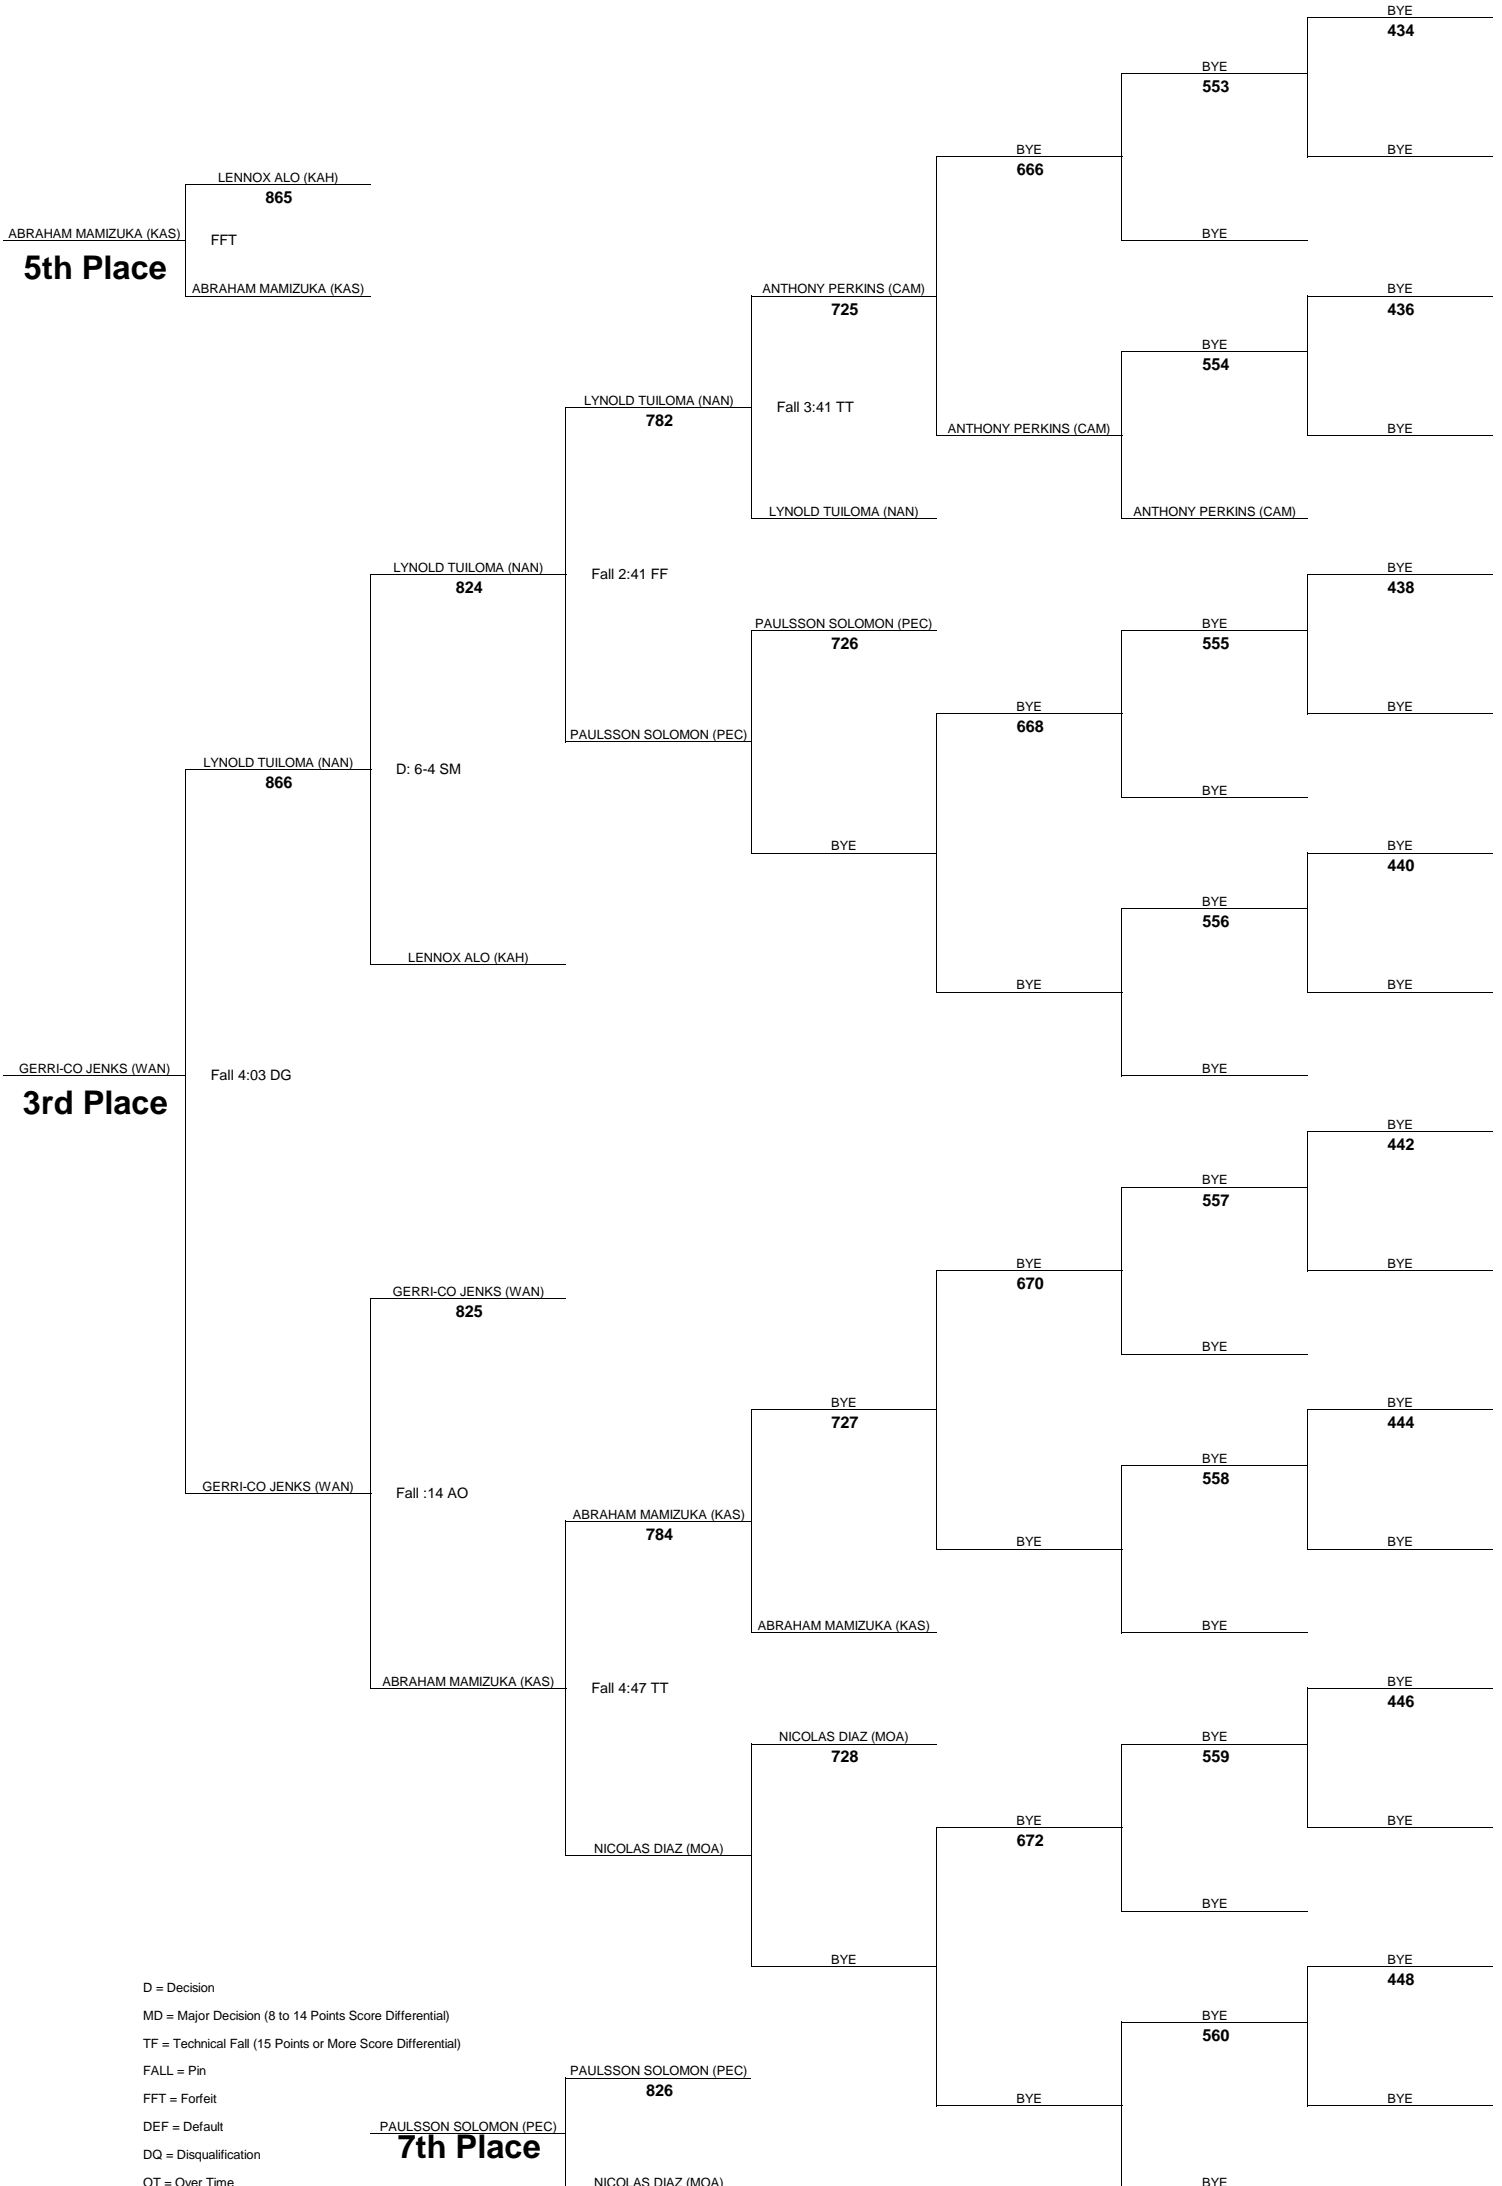 BYE
434
BYE
553
BYE
BYE
666
LENNOX ALO (KAH)
865
ABRAHAM MAMIZUKA (KAS)
FFT
BYE
5th Place
ABRAHAM MAMIZUKA (KAS)
ANTHONY PERKINS (CAM)
725
BYE
436
BYE
554
LYNOLD TUILOMA (NAN)
782
Fall 3:41 TT
ANTHONY PERKINS (CAM)
BYE
LYNOLD TUILOMA (NAN)
ANTHONY PERKINS (CAM)
LYNOLD TUILOMA (NAN)
824
Fall 2:41 FF
BYE
438
PAULSSON SOLOMON (PEC)
726
BYE
555
BYE
668
BYE
PAULSSON SOLOMON (PEC)
LYNOLD TUILOMA (NAN)
866
D: 6-4 SM
BYE
BYE
BYE
440
BYE
556
LENNOX ALO (KAH)
BYE
BYE
GERRI-CO JENKS (WAN)
Fall 4:03 DG
BYE
3rd Place
BYE
442
BYE
557
BYE
670
BYE
GERRI-CO JENKS (WAN)
825
BYE
BYE
727
BYE
444
BYE
558
GERRI-CO JENKS (WAN)
Fall :14 AO
ABRAHAM MAMIZUKA (KAS)
784
BYE
BYE
ABRAHAM MAMIZUKA (KAS)
BYE
ABRAHAM MAMIZUKA (KAS)
Fall 4:47 TT
BYE
446
NICOLAS DIAZ (MOA)
728
BYE
559
BYE
672
BYE
NICOLAS DIAZ (MOA)
BYE
BYE
BYE
448
D = Decision
MD = Major Decision (8 to 14 Points Score Differential)
BYE
560
TF = Technical Fall (15 Points or More Score Differential)
FALL = Pin
PAULSSON SOLOMON (PEC)
826
FFT = Forfeit
BYE
BYE
DEF = Default
PAULSSON SOLOMON (PEC)
7th Place
DQ = Disqualification
OT = Over Time
NICOLAS DIAZ (MOA)
BYE